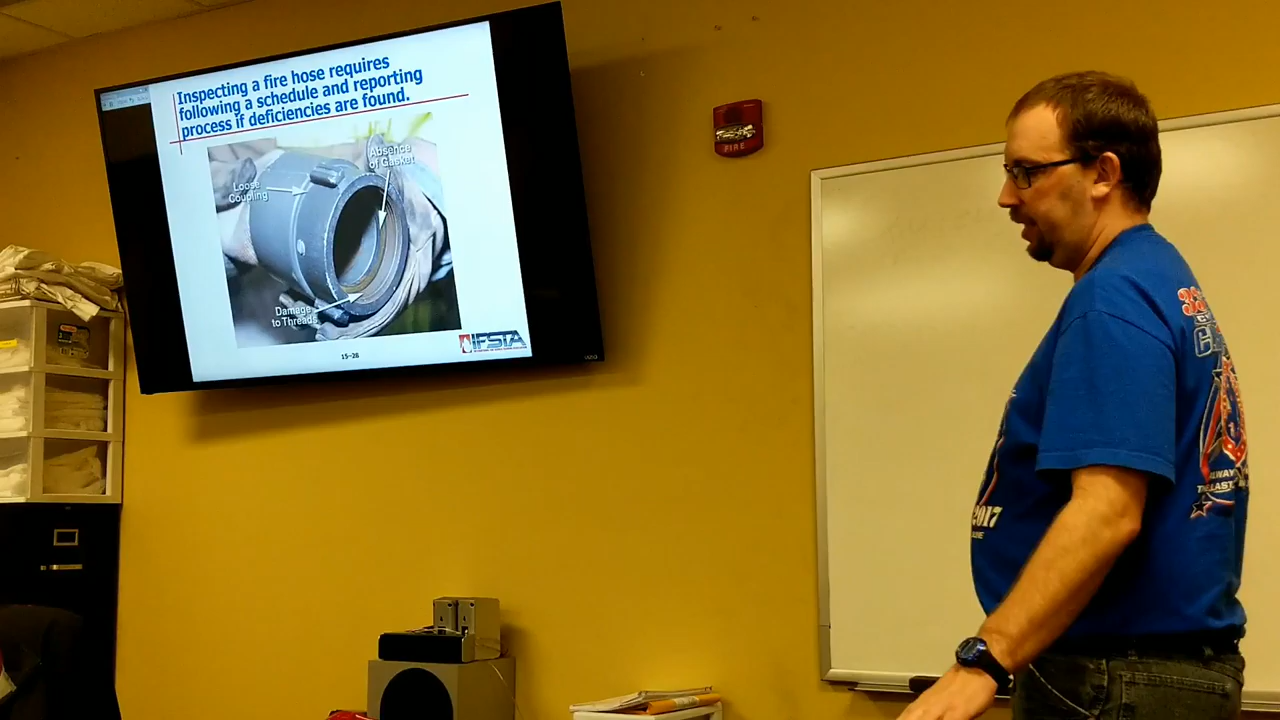 Inspecting a fire hose requires
following a schedule and reporting
process if deficiencies are found.
Absence
of Gasket
Loose
Coupling
Damage
to Threads
15-26
IFSTA
VIZIO
FIRE
2017